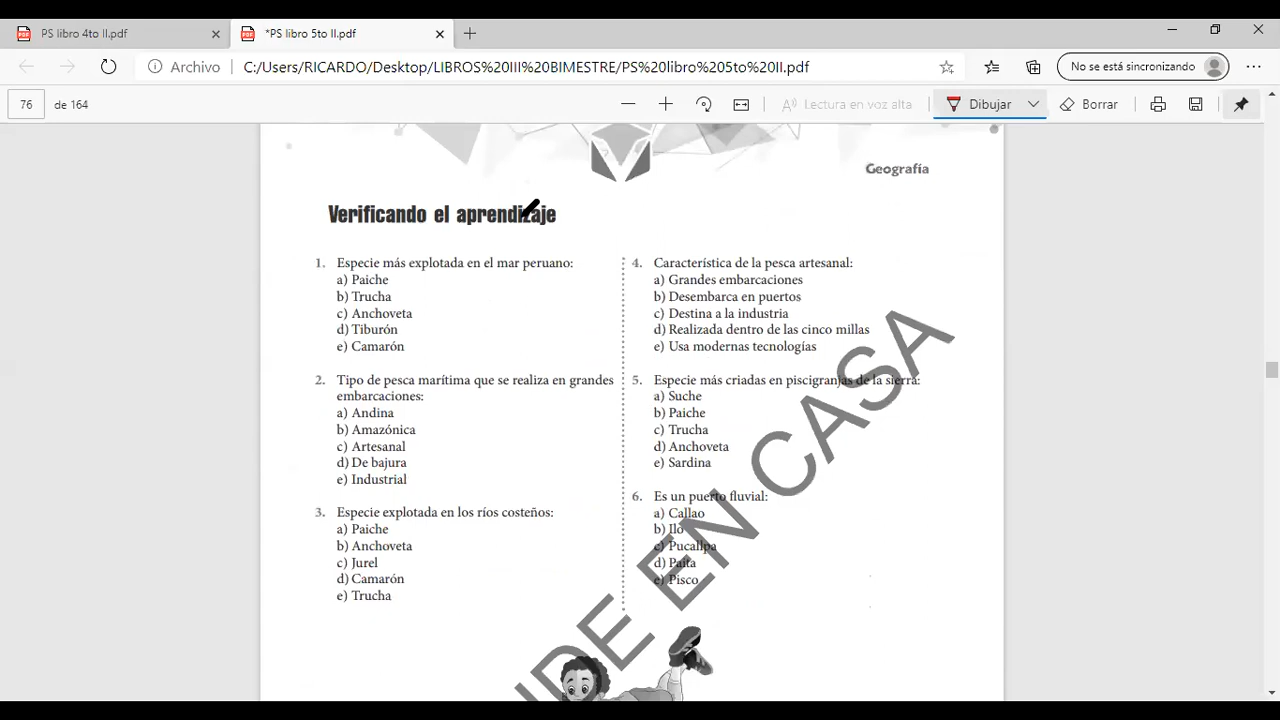 PS libro 4to II.pdf
*PS libro 5to II.pdf
Archivo
C:/Users/RICARDO/Desktop/LIBROS%20III%20BIMESTRE/PS%20libro%205to%20II.pdf
No se está sincronizando
76 de 164
Lectura en voz alta
Dibujar
Borrar
Geografía
Verificando el aprendizaje
1. Especie más explotada en el mar peruano:
a) Paiche
b) Trucha
c) Anchoveta
d) Tiburón
e) Camarón
2. Tipo de pesca marítima que se realiza en grandes
embarcaciones:
a) Andina
b) Amazónica
c) Artesanal
d) De bajura
e) Industrial
3. Especie explotada en los ríos costeños:
a) Paiche
b) Anchoveta
c) Jurel
d) Camarón
e) Trucha
4. Característica de la pesca artesanal:
a) Grandes embarcaciones
b) Desembarca en puertos
c) Destina a la industria
d) Realizada dentro de las cinco millas
e) Usa modernas tecnologías
5. Especie más criadas en piscigranjas de la sierra:
a) Suche
b) Paiche
c) Trucha
d) Anchoveta
e) Sardina
6. Es un puerto fluvial:
a) Callao
b) Ilo
c) Pucallpa
d) Paita
e) Pisco
EN CASA